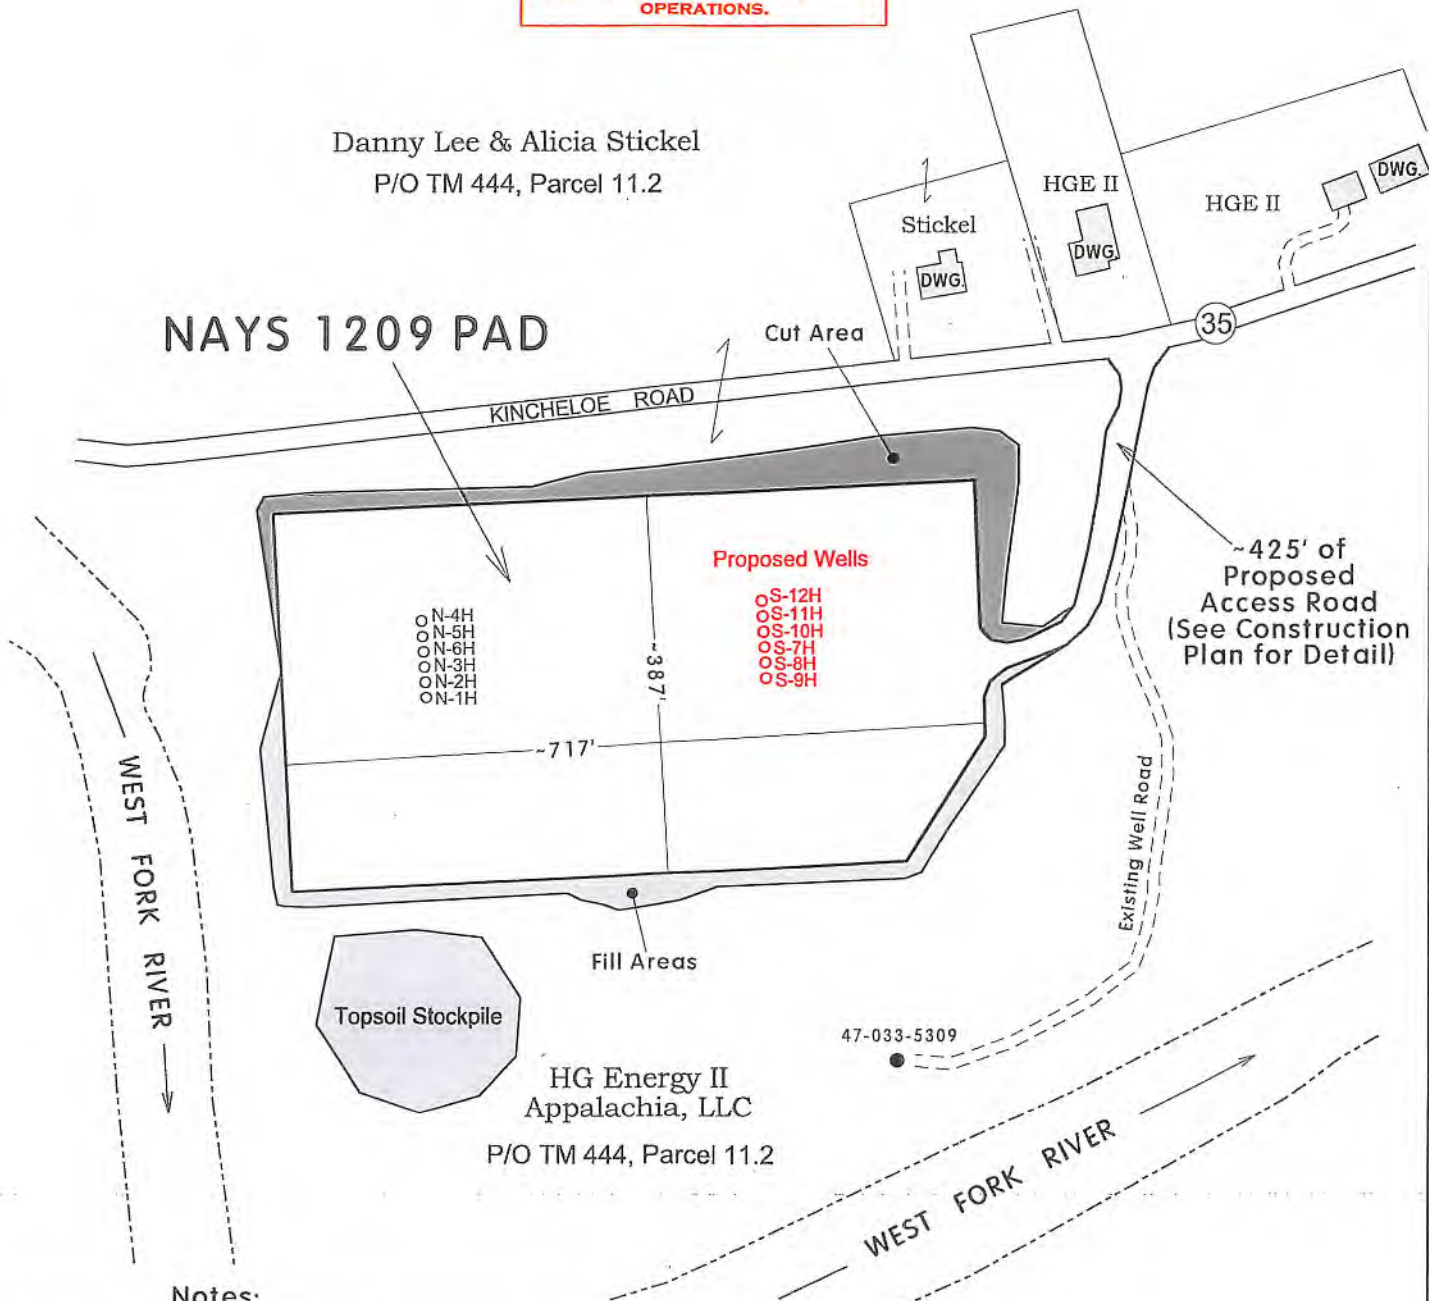 OPERATIONS.
Danny Lee & Alicia Stickel
P/O TM 444, Parcel 11.2
DWG.
HGE II
HGE II
Stickel
DWG.
DWG.
NAYS 1209 PAD
Cut Area
35
KINCHELOE ROAD
Proposed Wells
~425' of
Proposed
Access Road
(See Construction
Plan for Detail)
N-4H
N-5H
N-6H
N-3H
N-2H
N-1H
S-12H
S-11H
S-10H
S-7H
S-8H
S-9H
~387'
~717'
WEST FORK RIVER
Existing Well Road
Fill Areas
Topsoil Stockpile
47-033-5309
HG Energy II
Appalachia, LLC
P/O TM 444, Parcel 11.2
WEST FORK RIVER
Notes: